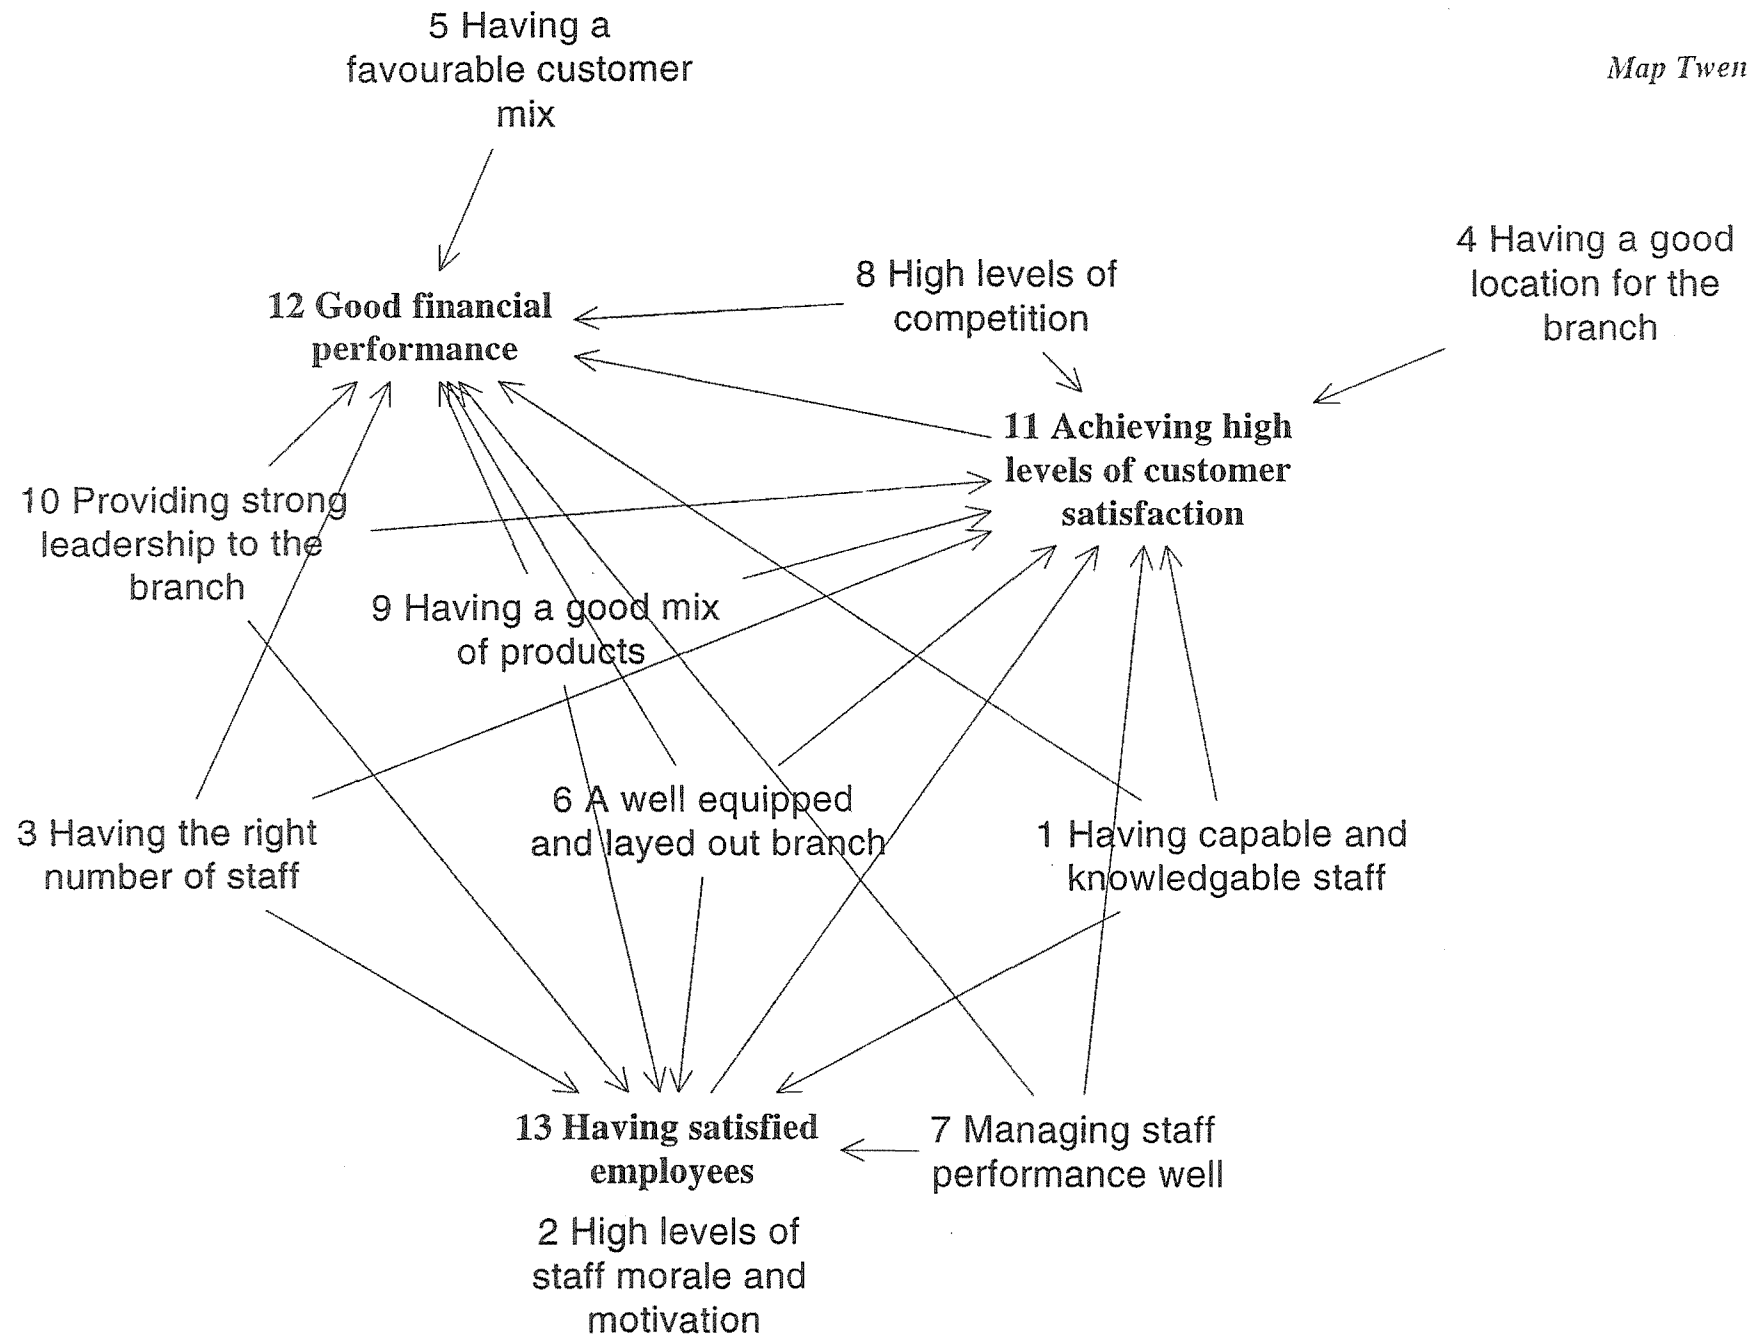 5 Having a
favourable customer
mix
Map Twen
4 Having a good
location for the
branch
8 High levels of
competition
12 Good financial
performance
11 Achieving high
levels of customer
satisfaction
10 Providing strong
leadership to the
branch
9 Having a good mix
of products
6 A well equipped
and layed out branch
3 Having the right
number of staff
1 Having capable and
knowledgable staff
13 Having satisfied
employees
7 Managing staff
performance well
2 High levels of
staff morale and
motivation